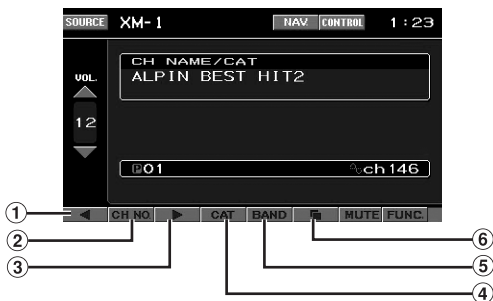 SOURCE XM-1 NAV. CONTROL 1:23
CH NAME/CAT
VOL. ALPIN BEST HIT2
12
P01 ch146
◀ CH NO. ▶ CAT BAND MUTE FUNC.
1
2 6
3 5
4